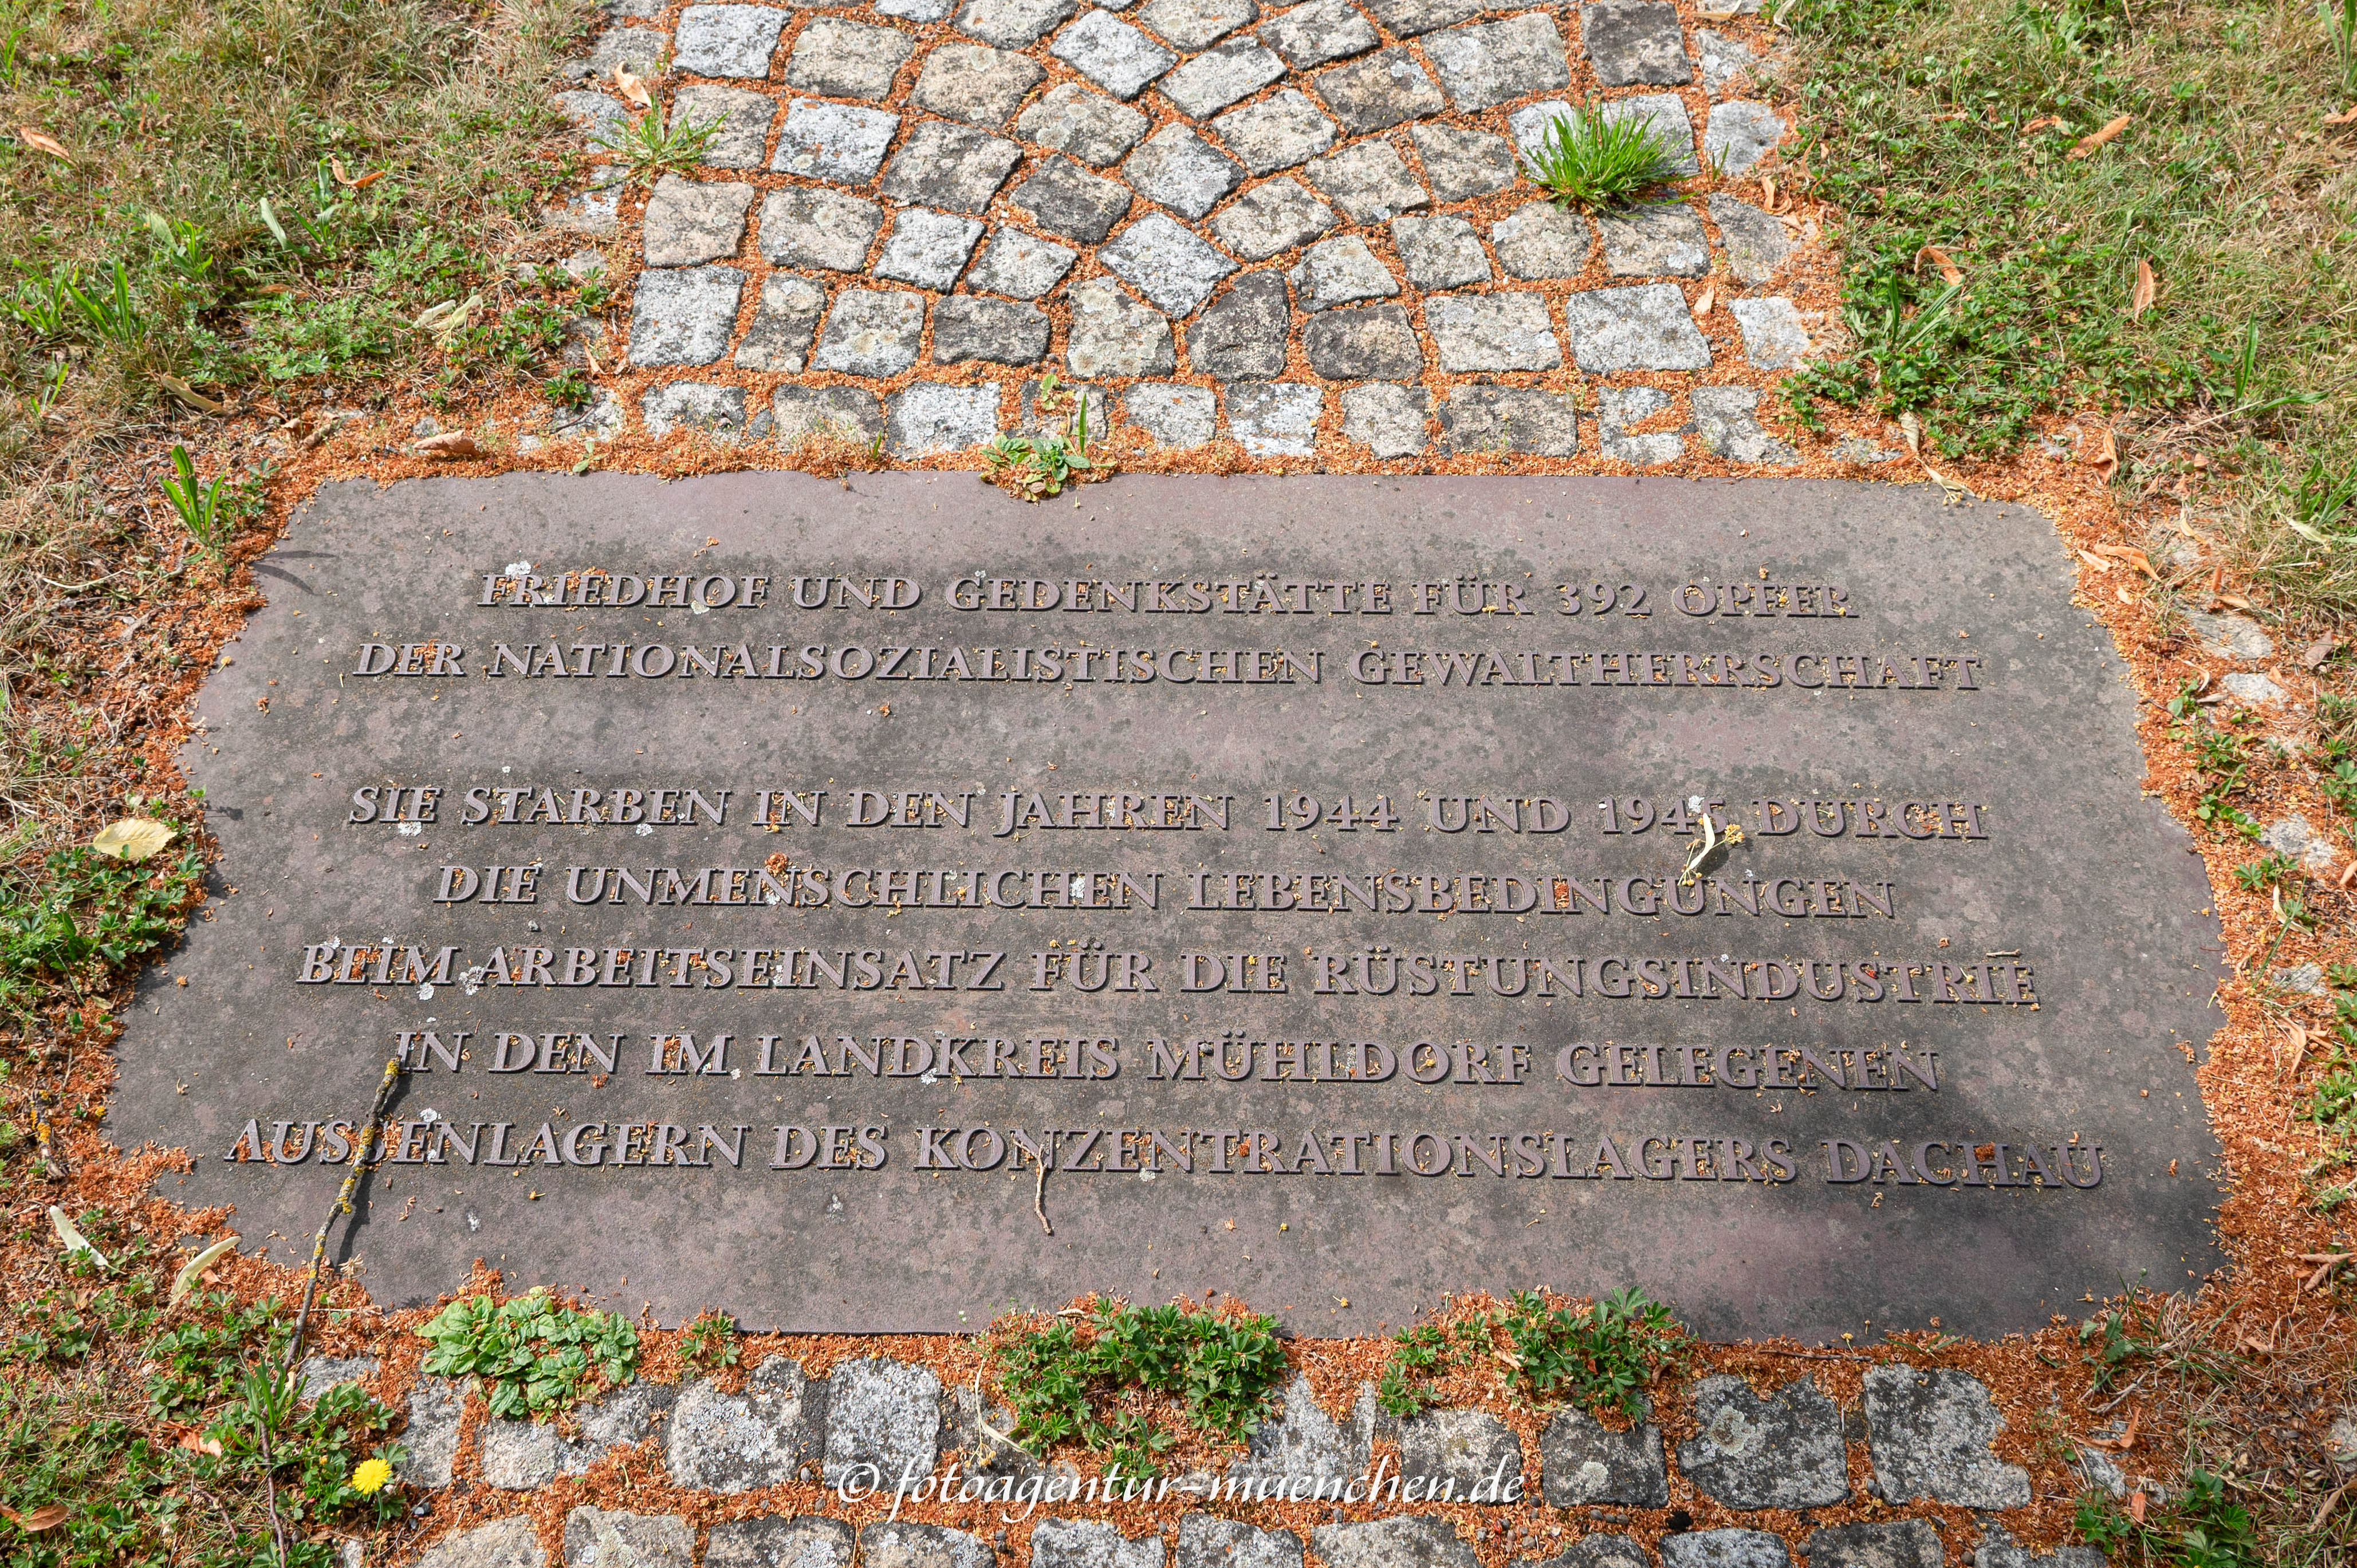 FRIEDHOF UND GEDENKSTÄTTE FÜR 392 OPFER
DER NATIONALSOZIALISTISCHEN GEWALTHERRSCHAFT
SIE STARBEN IN DEN JAHREN 1944 UND 1945 DURCH
DIE UNMENSCHLICHEN LEBENSBEDINGUNGEN
BEIM ARBEITSEINSATZ FÜR DIE RÜSTUNGSINDUSTRIE
IN DEN IM LANDKREIS MÜHLDORF GELEGENEN
AUSSENLAGERN DES KONZENTRATIONSLAGERS DACHAU
© fotoagentur-muenchen.de